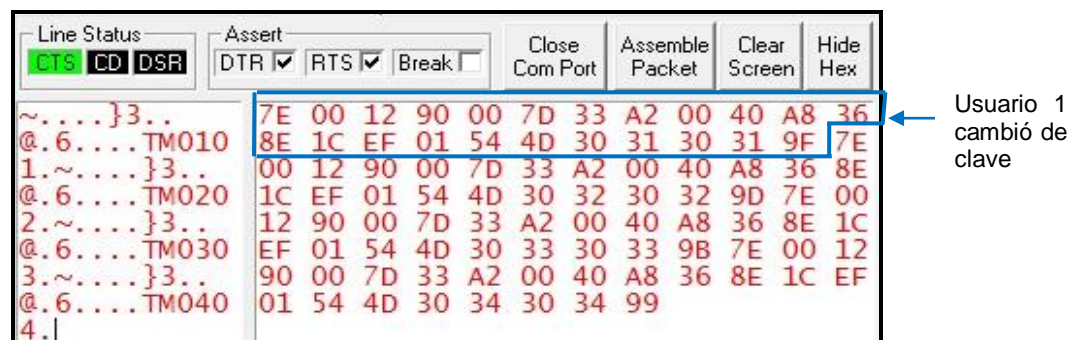 Line Status
Assert
CTS CD DSR
DTR RTS Break
Close Com Port
Assemble Packet
Clear Screen
Hide Hex
~....}3..
@.6....TM010
1.~....}3..
@.6....TM020
2.~....}3..
@.6....TM030
3.~....}3..
@.6....TM040
4.
7E 00 12 90 00 7D 33 A2 00 40 A8 36
8E 1C EF 01 54 4D 30 31 30 31 9F 7E
00 12 90 00 7D 33 A2 00 40 A8 36 8E
1C EF 01 54 4D 30 32 30 32 9D 7E 00
12 90 00 7D 33 A2 00 40 A8 36 8E 1C
EF 01 54 4D 30 33 30 33 9B 7E 00 12
90 00 7D 33 A2 00 40 A8 36 8E 1C EF
01 54 4D 30 34 30 34 99
Usuario 1
cambió de
clave